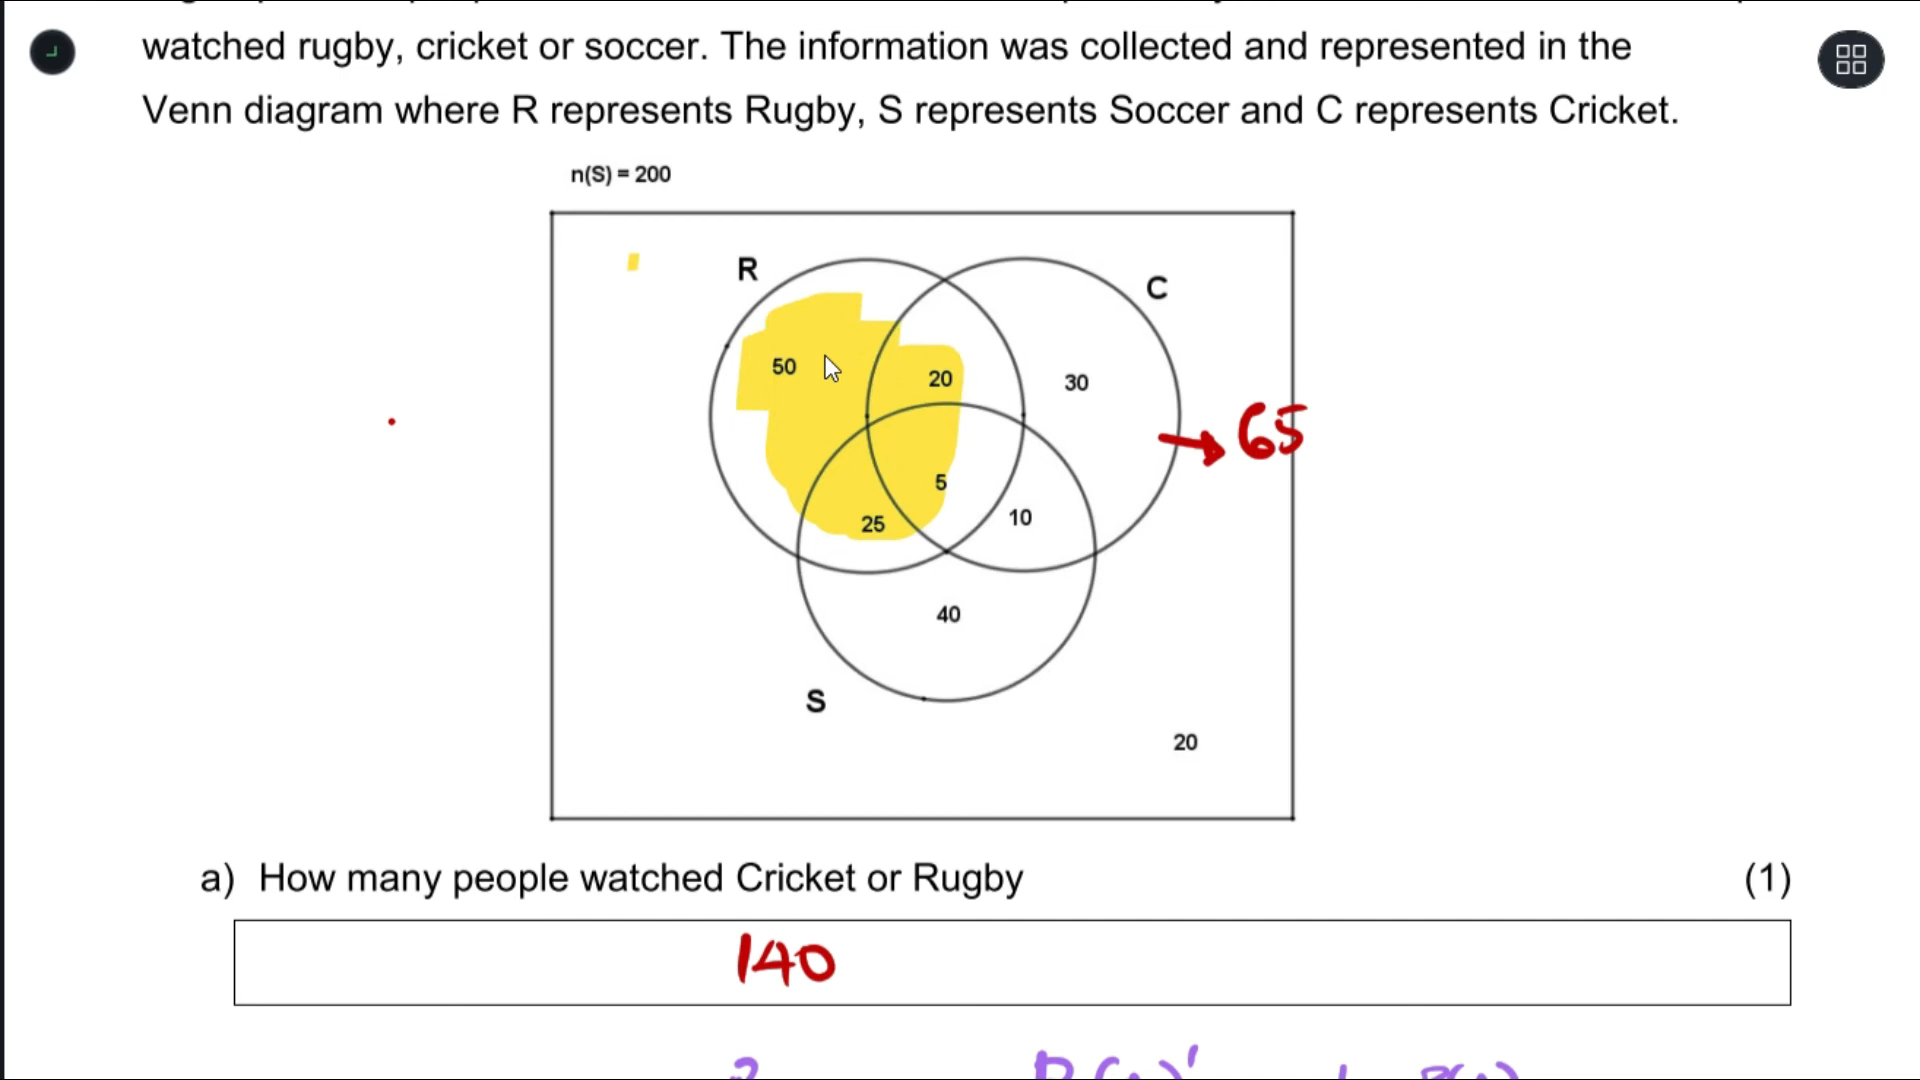 watched rugby, cricket or soccer. The information was collected and represented in the
Venn diagram where R represents Rugby, S represents Soccer and C represents Cricket.
n(S) = 200
R
C
50
20
30
65
5
25
10
40
S
20
a) How many people watched Cricket or Rugby (1)
140